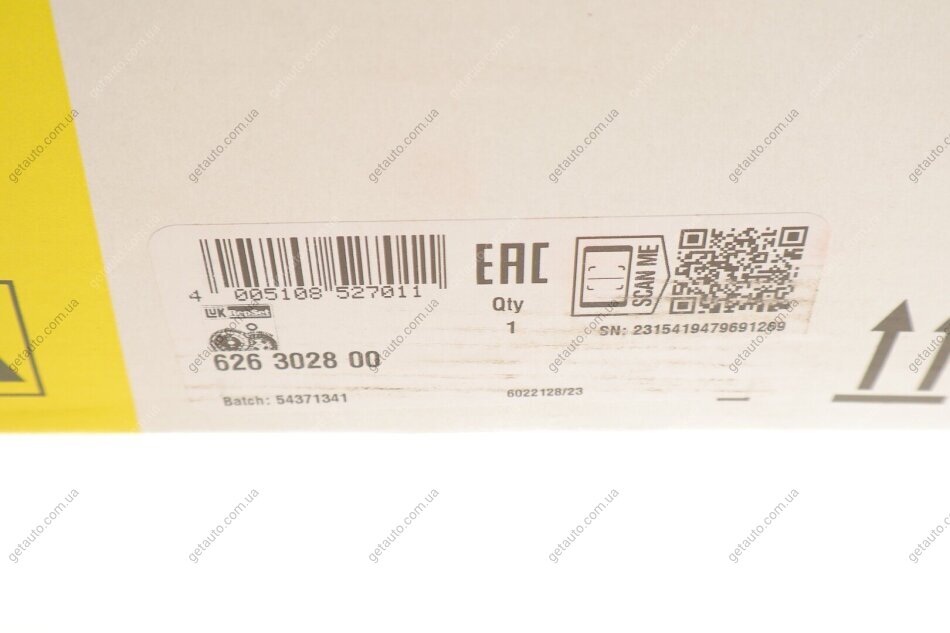 4 005108 527011
EAC
SCAN ME
LuK
Qty
1
SN: 2315419479691269
626 3028 00
Batch: 54371341
6022128/23
getauto.com.ua